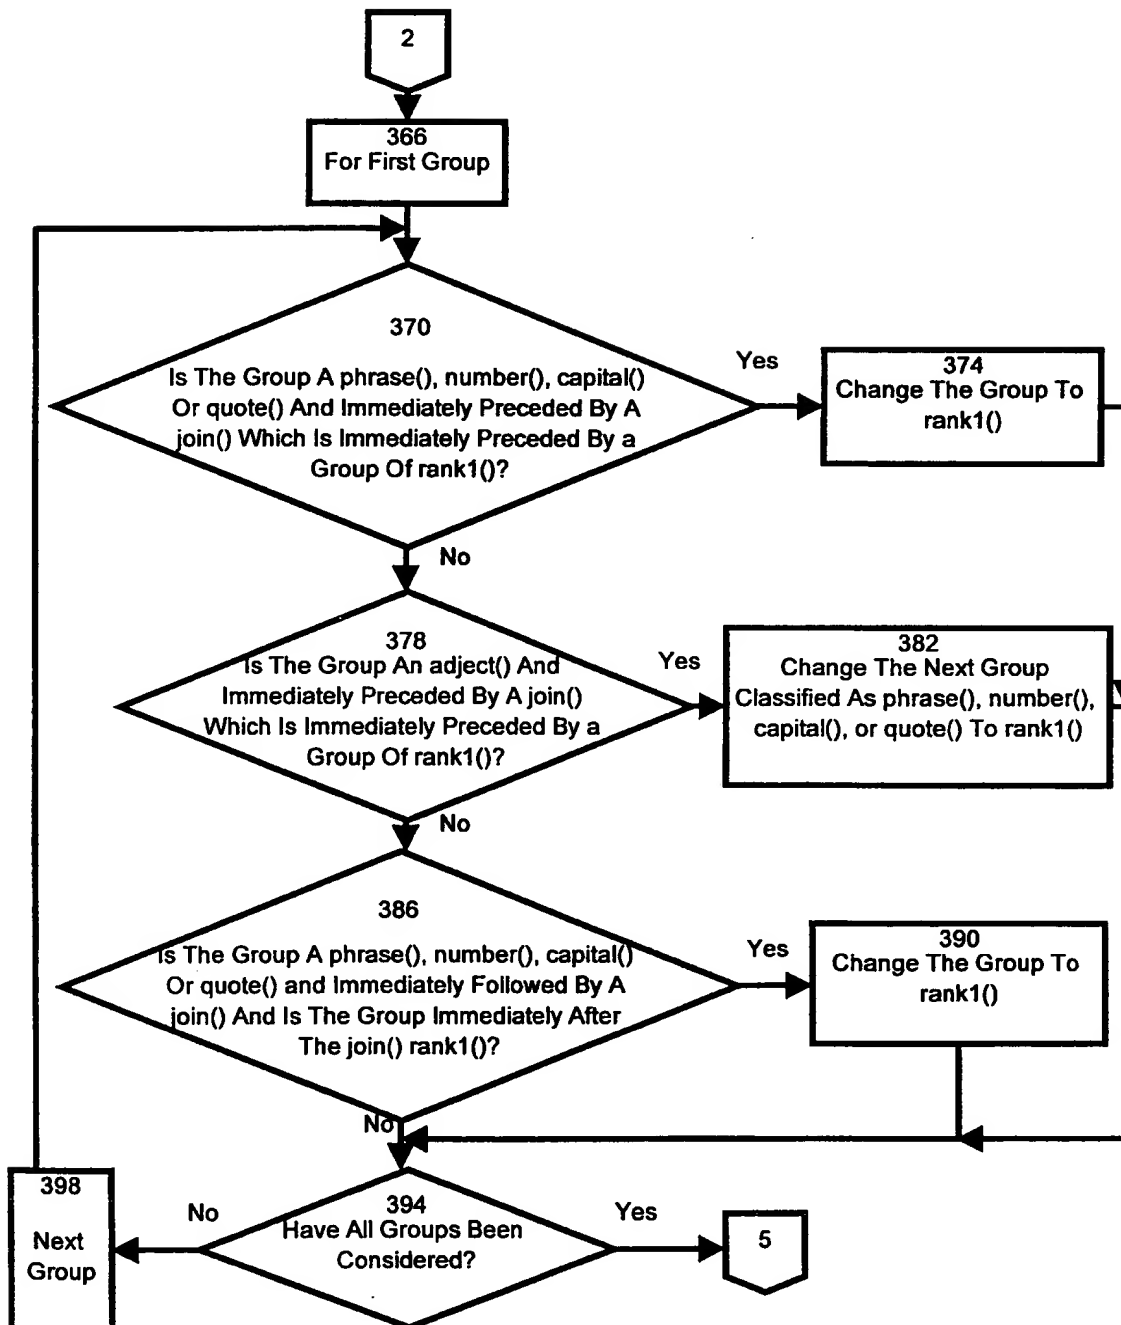 2
366
For First Group
370
Is The Group A phrase(), number(), capital()
Or quote() And Immediately Preceded By A
join() Which Is Immediately Preceded By a
Group Of rank1()?
Yes
374
Change The Group To
rank1()
No
378
Is The Group An adject() And
Immediately Preceded By A join()
Which Is Immediately Preceded By a
Group Of rank1()?
Yes
382
Change The Next Group
Classified As phrase(), number(),
capital(), or quote() To rank1()
No
386
Is The Group A phrase(), number(), capital()
Or quote() and Immediately Followed By A
join() And Is The Group Immediately After
The join() rank1()?
Yes
390
Change The Group To
rank1()
No
394
Have All Groups Been
Considered?
No
398
Next
Group
Yes
5